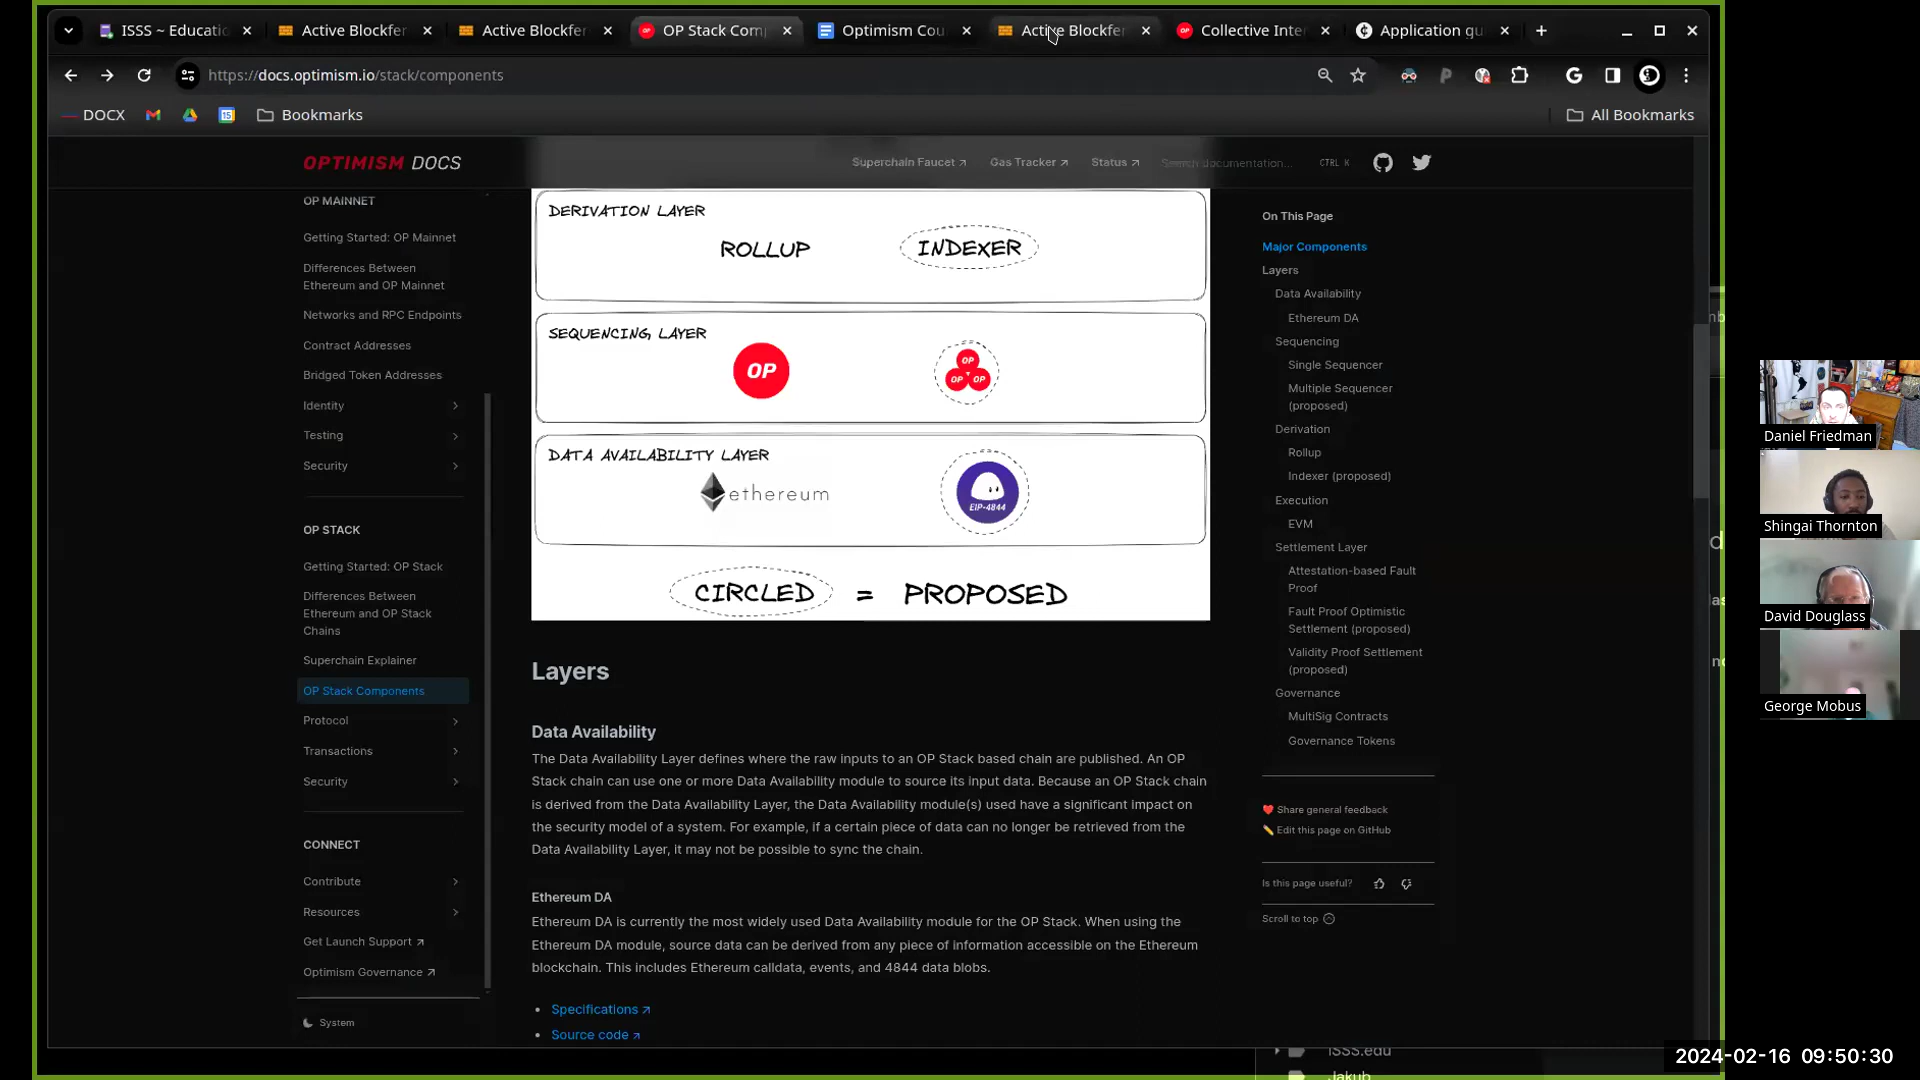 ISSS ~ Educatio
Active Blockfer
Active Blockfer
OP Stack Com
Optimism Cou
Active Blockfer
Collective Inte
Application gu
https://docs.optimism.io/stack/components
DOCX
Bookmarks
All Bookmarks
OPTIMISM DOCS
Superchain Faucet ↗
Gas Tracker ↗
Status ↗
Search documentation...
CTRL K
OP MAINNET
Getting Started: OP Mainnet
Differences Between
Ethereum and OP Mainnet
Networks and RPC Endpoints
Contract Addresses
Bridged Token Addresses
Identity
Testing
Security
OP STACK
Getting Started: OP Stack
Differences Between
Ethereum and OP Stack
Chains
Superchain Explainer
OP Stack Components
Protocol
Transactions
Security
CONNECT
Contribute
Resources
Get Launch Support ↗
Optimism Governance ↗
System
DERIVATION LAYER
ROLLUP
INDEXER
SEQUENCING LAYER
OP
OP
OP OP
DATA AVAILABILITY LAYER
ethereum
EIP-4844
CIRCLED = PROPOSED
Layers
Data Availability
The Data Availability Layer defines where the raw inputs to an OP Stack based chain are published. An OP
Stack chain can use one or more Data Availability module to source its input data. Because an OP Stack chain
is derived from the Data Availability Layer, the Data Availability module(s) used have a significant impact on
the security model of a system. For example, if a certain piece of data can no longer be retrieved from the
Data Availability Layer, it may not be possible to sync the chain.
Ethereum DA
Ethereum DA is currently the most widely used Data Availability module for the OP Stack. When using the
Ethereum DA module, source data can be derived from any piece of information accessible on the Ethereum
blockchain. This includes Ethereum calldata, events, and 4844 data blobs.
• Specifications ↗
• Source code ↗
On This Page
Major Components
Layers
Data Availability
Ethereum DA
Sequencing
Single Sequencer
Multiple Sequencer
(proposed)
Derivation
Rollup
Indexer (proposed)
Execution
EVM
Settlement Layer
Attestation-based Fault
Proof
Fault Proof Optimistic
Settlement (proposed)
Validity Proof Settlement
(proposed)
Governance
MultiSig Contracts
Governance Tokens
Share general feedback
Edit this page on GitHub
Is this page useful?
Scroll to top
Daniel Friedman
Shingai Thornton
David Douglass
George Mobus
ISSS.edu
Jakub
2024-02-16 09:50:30